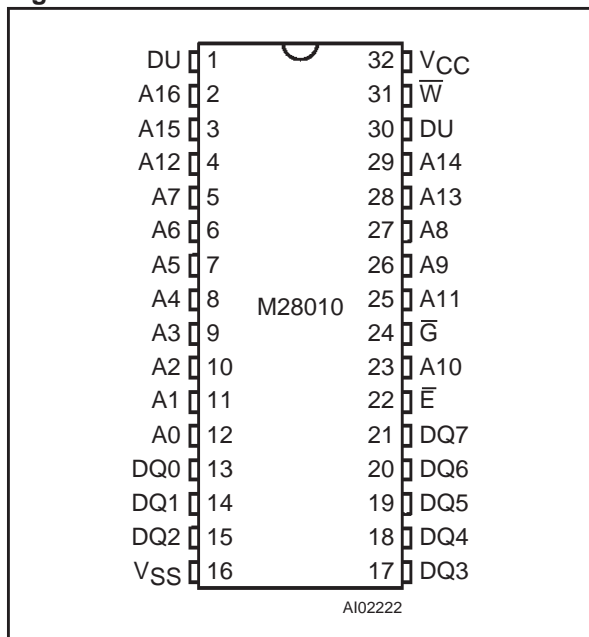 DU 1 32 VCC
A16 2 31 W̅
A15 3 30 DU
A12 4 29 A14
A7 5 28 A13
A6 6 27 A8
A5 7 26 A9
A4 8 M28010 25 A11
A3 9 24 G̅
A2 10 23 A10
A1 11 22 E̅
A0 12 21 DQ7
DQ0 13 20 DQ6
DQ1 14 19 DQ5
DQ2 15 18 DQ4
VSS 16 17 DQ3
AI02222